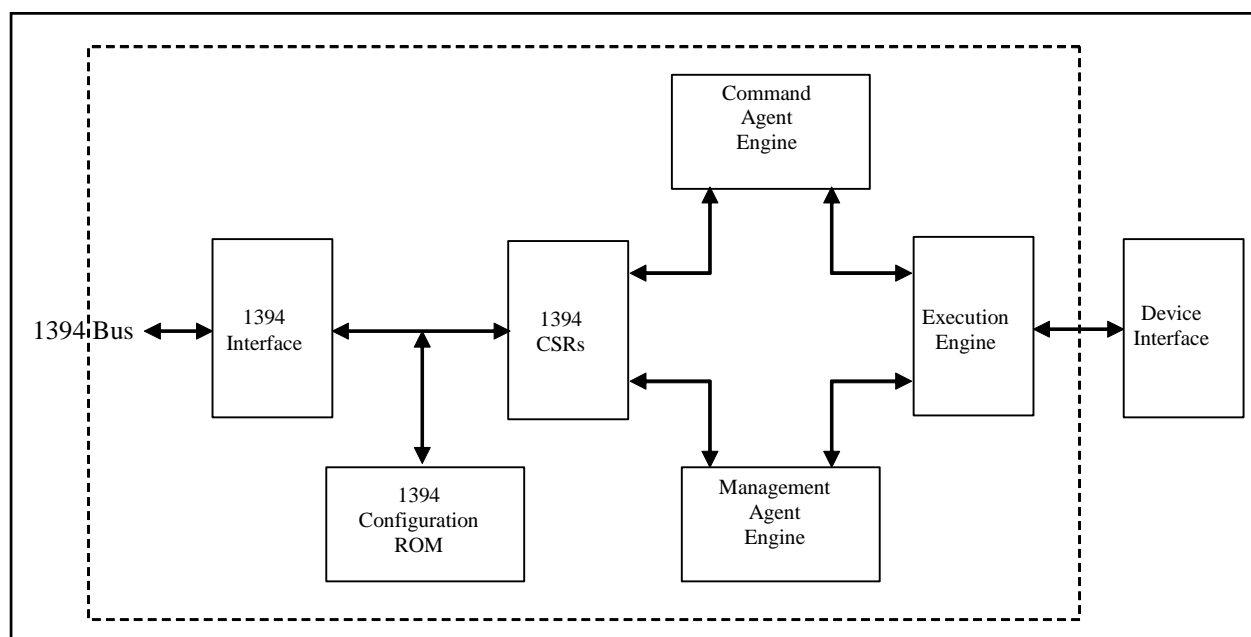 Command
Agent
Engine
1394 Bus
1394
Interface
1394
CSRs
Execution
Engine
Device
Interface
1394
Configuration
ROM
Management
Agent
Engine